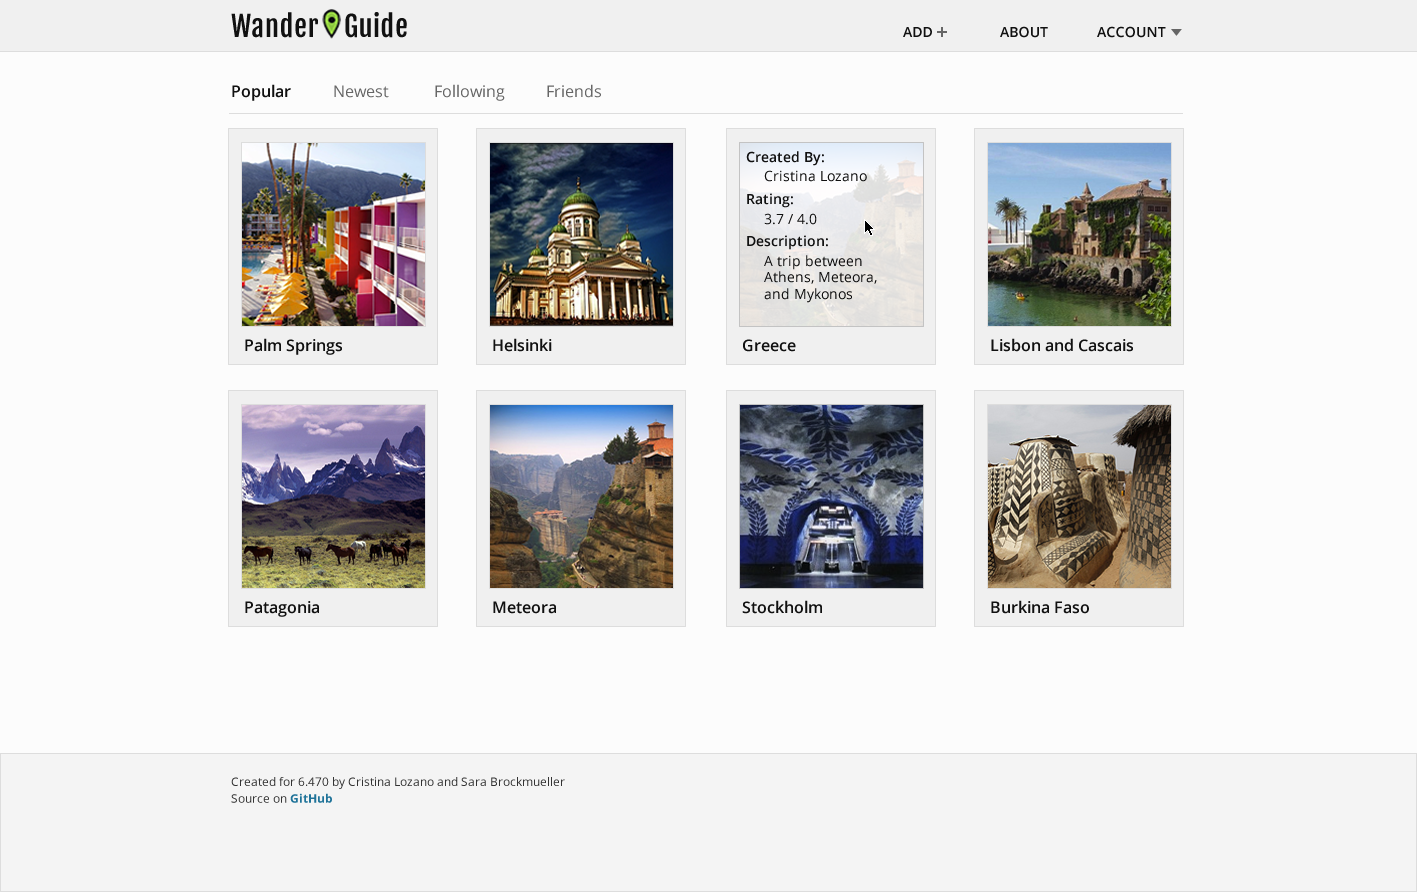 Wander Guide
ADD +
ABOUT
ACCOUNT
Popular
Newest
Following
Friends
Palm Springs
Helsinki
Created By:
Cristina Lozano
Rating:
3.7 / 4.0
Description:
A trip between
Athens, Meteora,
and Mykonos
Greece
Lisbon and Cascais
Patagonia
Meteora
Stockholm
Burkina Faso
Created for 6.470 by Cristina Lozano and Sara Brockmueller
Source on GitHub